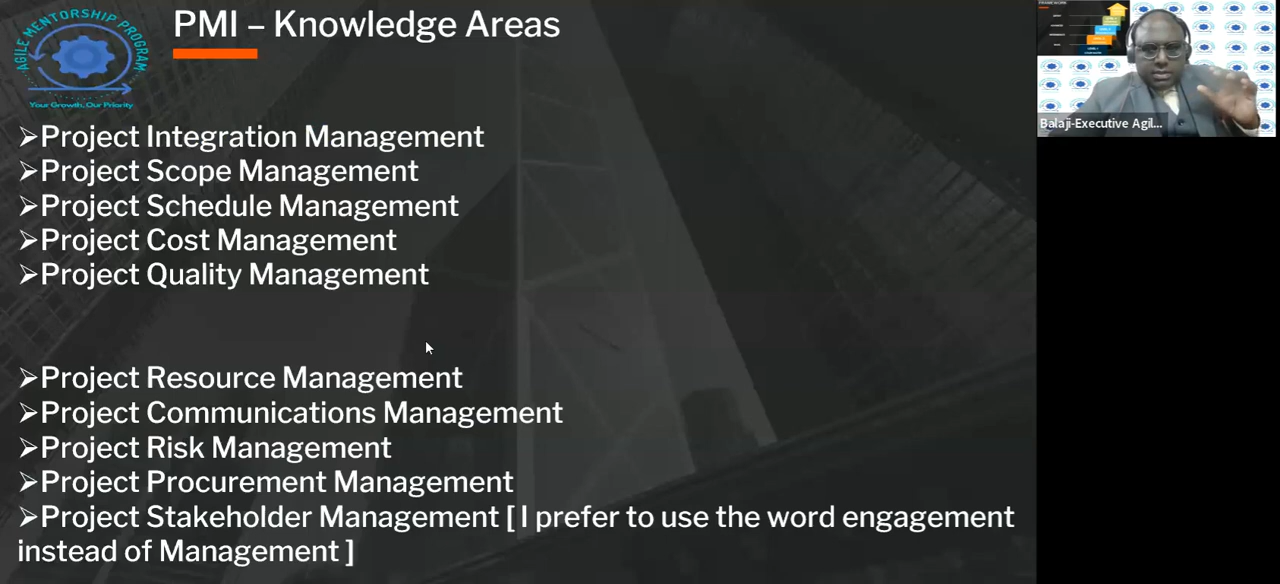 AGILE MENTORSHIP PROGRAM
Your Growth, Our Priority
PMI – Knowledge Areas
➢Project Integration Management
➢Project Scope Management
➢Project Schedule Management
➢Project Cost Management
➢Project Quality Management
➢Project Resource Management
➢Project Communications Management
➢Project Risk Management
➢Project Procurement Management
➢Project Stakeholder Management [ I prefer to use the word engagement
instead of Management ]
Balaji-Executive Agil...